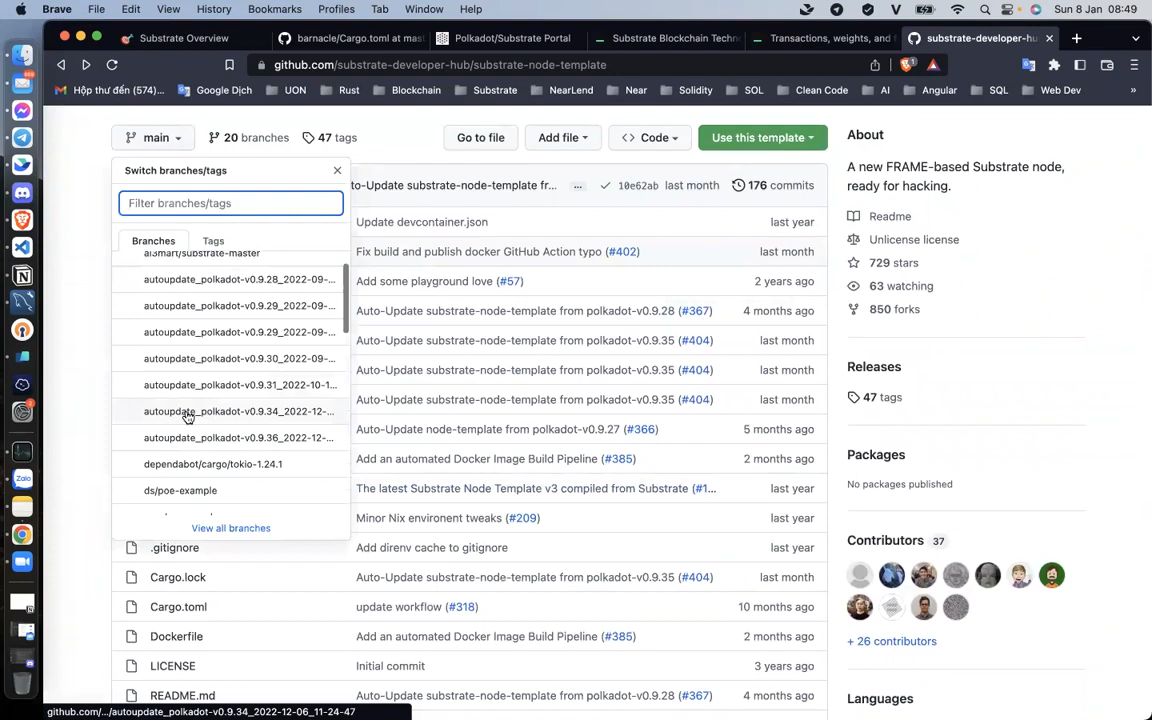 Brave File Edit View History Bookmarks Profiles Tab Window Help Sun 8 Jan 08:49
Substrate Overview barnacle/Cargo.toml at mas Polkadot/Substrate Portal Substrate Blockchain Techn Transactions, weights, and substrate-developer-hu
github.com/substrate-developer-hub/substrate-node-template
Hộp thư đến (574)... Google Dịch UON Rust Blockchain Substrate NearLend Near Solidity SOL Clean Code AI Angular SQL Web Dev »
main 20 branches 47 tags Go to file Add file Code Use this template
About
A new FRAME-based Substrate node, ready for hacking.
Readme
Unlicense license
729 stars
63 watching
850 forks
Releases
47 tags
Packages
No packages published
Contributors 37
+ 26 contributors
Languages
Switch branches/tags
Filter branches/tags
Branches Tags
ai3mart/substrate-master
autoupdate_polkadot-v0.9.28_2022-09-...
autoupdate_polkadot-v0.9.29_2022-09-...
autoupdate_polkadot-v0.9.29_2022-09-...
autoupdate_polkadot-v0.9.30_2022-09-...
autoupdate_polkadot-v0.9.31_2022-10-1...
autoupdate_polkadot-v0.9.34_2022-12-...
autoupdate_polkadot-v0.9.36_2022-12-...
dependabot/cargo/tokio-1.24.1
ds/poe-example
View all branches
to-Update substrate-node-template fr... ... 10e62ab last month 176 commits
Update devcontainer.json last year
Fix build and publish docker GitHub Action typo (#402) last month
Add some playground love (#57) 2 years ago
Auto-Update substrate-node-template from polkadot-v0.9.28 (#367) 4 months ago
Auto-Update substrate-node-template from polkadot-v0.9.35 (#404) last month
Auto-Update substrate-node-template from polkadot-v0.9.35 (#404) last month
Auto-Update substrate-node-template from polkadot-v0.9.35 (#404) last month
Auto-Update node-template from polkadot-v0.9.27 (#366) 5 months ago
Add an automated Docker Image Build Pipeline (#385) 2 months ago
The latest Substrate Node Template v3 compiled from Substrate (#1... last year
Minor Nix environent tweaks (#209) last year
.gitignore Add direnv cache to gitignore last year
Cargo.lock Auto-Update substrate-node-template from polkadot-v0.9.35 (#404) last month
Cargo.toml update workflow (#318) 10 months ago
Dockerfile Add an automated Docker Image Build Pipeline (#385) 2 months ago
LICENSE Initial commit 3 years ago
README.md Auto-Update substrate-node-template from polkadot-v0.9.28 (#367) 4 months ago
github.com/.../autoupdate_polkadot-v0.9.34_2022-12-06_11-24-47